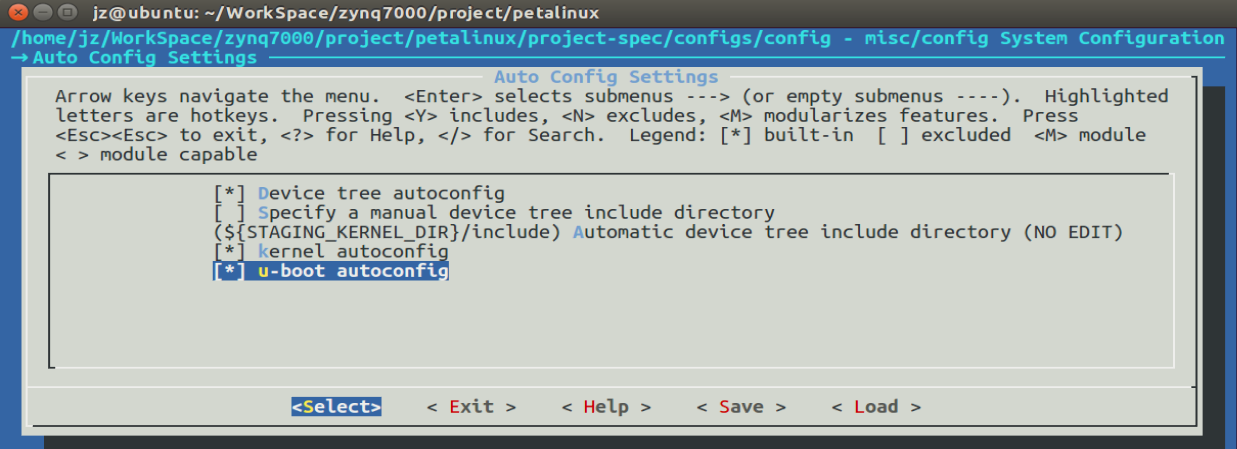 jz@ubuntu: ~/WorkSpace/zynq7000/project/petalinux
/home/jz/WorkSpace/zynq7000/project/petalinux/project-spec/configs/config - misc/config System Configuration
→ Auto Config Settings
Auto Config Settings
Arrow keys navigate the menu.  <Enter> selects submenus ---> (or empty submenus ----).  Highlighted
letters are hotkeys.  Pressing <Y> includes, <N> excludes, <M> modularizes features.  Press
<Esc><Esc> to exit, <?> for Help, </> for Search.  Legend: [*] built-in  [ ] excluded  <M> module
< > module capable
[*] Device tree autoconfig
[ ] Specify a manual device tree include directory
(${STAGING_KERNEL_DIR}/include) Automatic device tree include directory (NO EDIT)
[*] kernel autoconfig
[*] u-boot autoconfig
<Select>    < Exit >    < Help >    < Save >    < Load >